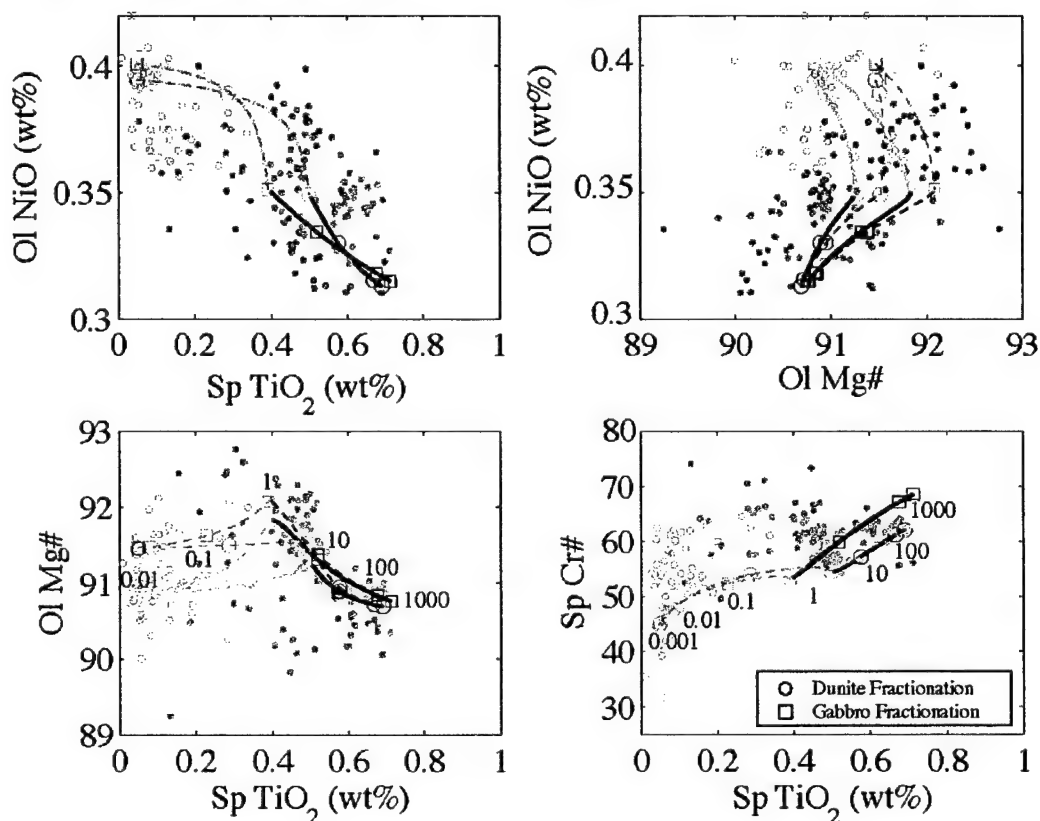 Ol NiO (wt%)
0.4
0.35
0.3
0 0.2 0.4 0.6 0.8 1
Sp TiO2 (wt%)
Ol NiO (wt%)
0.4
0.35
0.3
89 90 91 92 93
Ol Mg#
Ol Mg#
93
92
91
90
89
1
0.1
0.01
10
100
1000
0 0.2 0.4 0.6 0.8 1
Sp TiO2 (wt%)
Sp Cr#
80
70
60
50
40
30
1000
100
10
1
0.1
0.01
0.001
Dunite Fractionation
Gabbro Fractionation
0 0.2 0.4 0.6 0.8 1
Sp TiO2 (wt%)